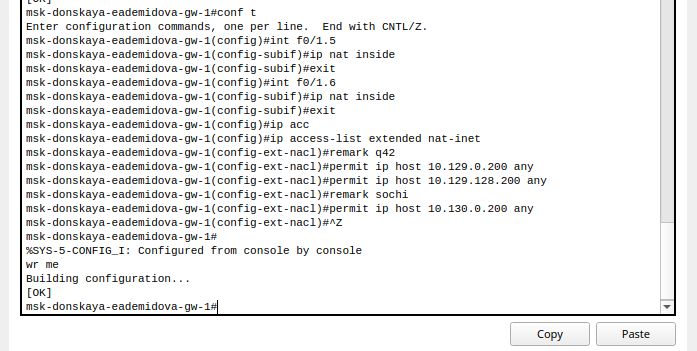 [OK]
msk-donskaya-eademidova-gw-1#conf t
Enter configuration commands, one per line.  End with CNTL/Z.
msk-donskaya-eademidova-gw-1(config)#int f0/1.5
msk-donskaya-eademidova-gw-1(config-subif)#ip nat inside
msk-donskaya-eademidova-gw-1(config-subif)#exit
msk-donskaya-eademidova-gw-1(config)#int f0/1.6
msk-donskaya-eademidova-gw-1(config-subif)#ip nat inside
msk-donskaya-eademidova-gw-1(config-subif)#exit
msk-donskaya-eademidova-gw-1(config)#ip acc
msk-donskaya-eademidova-gw-1(config)#ip access-list extended nat-inet
msk-donskaya-eademidova-gw-1(config-ext-nacl)#remark q42
msk-donskaya-eademidova-gw-1(config-ext-nacl)#permit ip host 10.129.0.200 any
msk-donskaya-eademidova-gw-1(config-ext-nacl)#permit ip host 10.129.128.200 any
msk-donskaya-eademidova-gw-1(config-ext-nacl)#remark sochi
msk-donskaya-eademidova-gw-1(config-ext-nacl)#permit ip host 10.130.0.200 any
msk-donskaya-eademidova-gw-1(config-ext-nacl)#^Z
msk-donskaya-eademidova-gw-1#
%SYS-5-CONFIG_I: Configured from console by console
wr me
Building configuration...
[OK]
msk-donskaya-eademidova-gw-1#
Copy
Paste